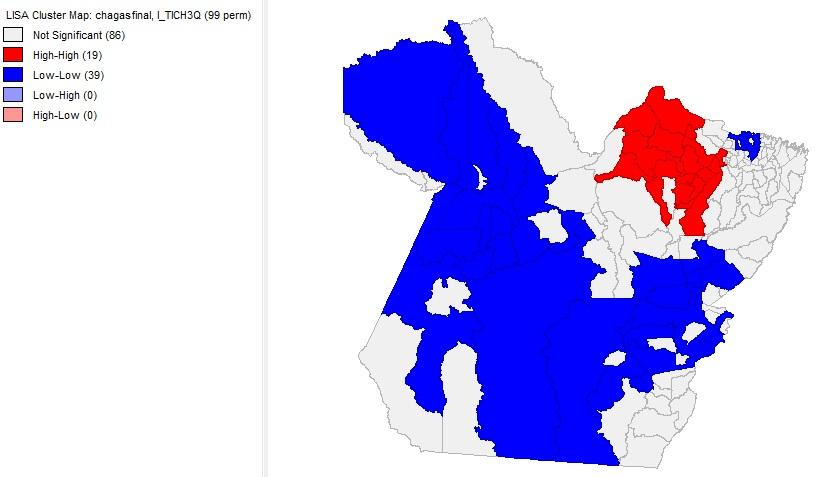 LISA Cluster Map: chagasfinal, I_TICH3Q (99 perm)
Not Significant (86)
High-High (19)
Low-Low (39)
Low-High (0)
High-Low (0)